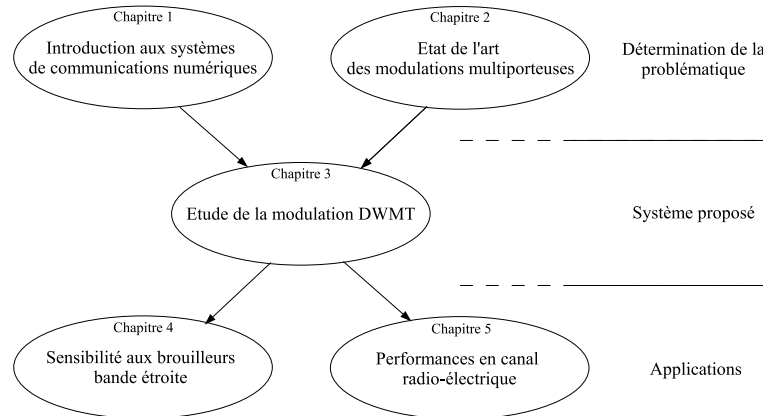 Chapitre 1
Introduction aux systèmes
de communications numériques
Chapitre 2
Etat de l'art
des modulations multiporteuses
Détermination de la
problématique
Chapitre 3
Etude de la modulation DWMT
Système proposé
Chapitre 4
Sensibilité aux brouilleurs
bande étroite
Chapitre 5
Performances en canal
radio-électrique
Applications